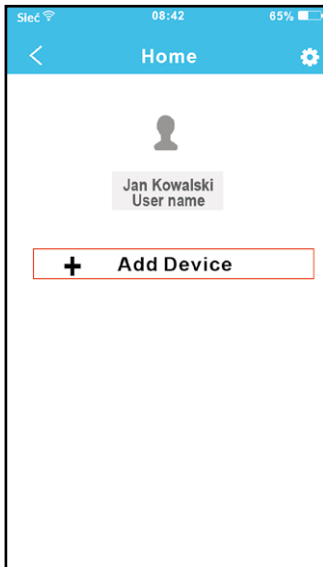 Sieć 08:42 65%
Home
Jan Kowalski
User name
+ Add Device